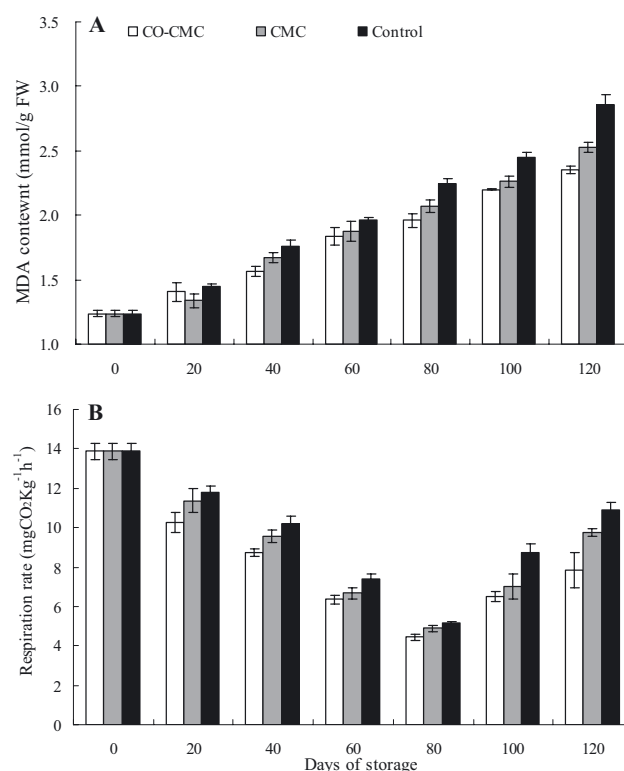 A
CO-CMC CMC Control
MDA contewnt (mmol/g FW)
3.5
3.0
2.5
2.0
1.5
1.0
0 20 40 60 80 100 120
B
Respiration rate (mgCO₂Kg⁻¹h⁻¹)
16
14
12
10
8
6
4
2
0
0 20 40 60 80 100 120
Days of storage